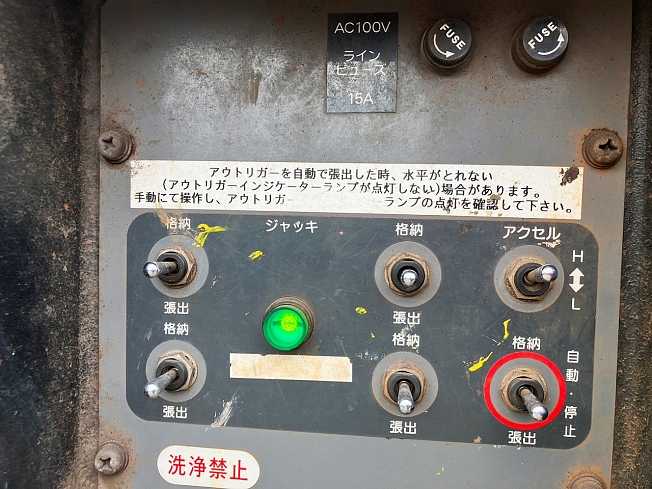 AC100V
ライン
ヒューズ
15A
FUSE
FUSE
アウトリガーを自動で張出した時、水平がとれない
(アウトリガーインジケーターランプが点灯しない)場合があります。
手動にて操作し、アウトリガ ランプの点灯を確認して下さい。
格納
ジャッキ
格納
アクセル
H
L
張出
張出
格納
格納
格納
自動・停止
張出
張出
張出
洗浄禁止